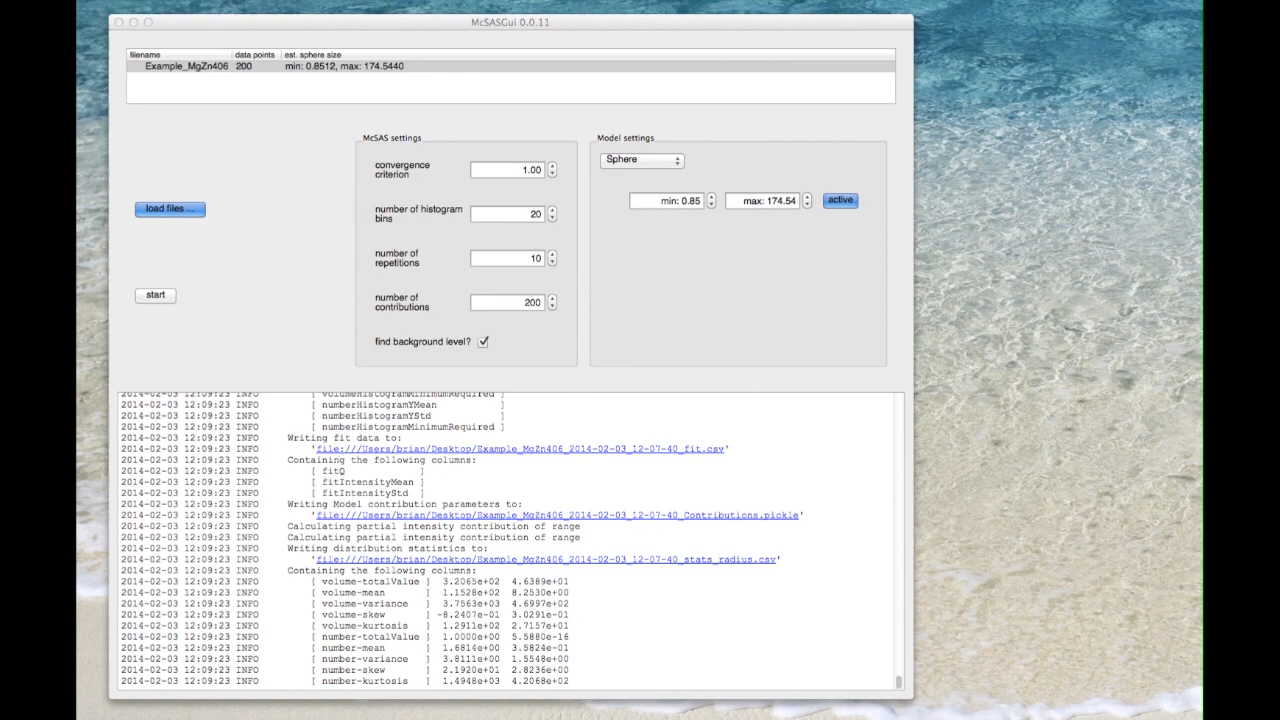 McSASGui 0.0.11
filename data points est. sphere size
Example_MgZn406 200 min: 0.8512, max: 174.5440
McSAS settings
Model settings
convergence
criterion
1.00
Sphere
min: 0.85 max: 174.54 active
load files ...
number of histogram
bins
20
number of
repetitions
10
start
number of
contributions
200
find background level?
2014-02-03 12:09:23 INFO [ volumeHistogramMinimumRequired ]
2014-02-03 12:09:23 INFO [ numberHistogramYMean ]
2014-02-03 12:09:23 INFO [ numberHistogramYStd ]
2014-02-03 12:09:23 INFO [ numberHistogramMinimumRequired ]
2014-02-03 12:09:23 INFO Writing fit data to:
2014-02-03 12:09:23 INFO 'file:///Users/brian/Desktop/Example_MgZn406_2014-02-03_12-07-40_fit.csv'
2014-02-03 12:09:23 INFO Containing the following columns:
2014-02-03 12:09:23 INFO [ fitQ ]
2014-02-03 12:09:23 INFO [ fitIntensityMean ]
2014-02-03 12:09:23 INFO [ fitIntensityStd ]
2014-02-03 12:09:23 INFO Writing Model contribution parameters to:
2014-02-03 12:09:23 INFO 'file:///Users/brian/Desktop/Example_MgZn406_2014-02-03_12-07-40_Contributions.pickle'
2014-02-03 12:09:23 INFO Calculating partial intensity contribution of range
2014-02-03 12:09:23 INFO Calculating partial intensity contribution of range
2014-02-03 12:09:23 INFO Writing distribution statistics to:
2014-02-03 12:09:23 INFO 'file:///Users/brian/Desktop/Example_MgZn406_2014-02-03_12-07-40_stats_radius.csv'
2014-02-03 12:09:23 INFO Containing the following columns:
2014-02-03 12:09:23 INFO [ volume-totalValue ] 3.2065e+02 4.6389e+01
2014-02-03 12:09:23 INFO [ volume-mean ] 1.1528e+02 8.2530e+00
2014-02-03 12:09:23 INFO [ volume-variance ] 3.7563e+03 4.6997e+02
2014-02-03 12:09:23 INFO [ volume-skew ] -8.2407e-01 3.0291e-01
2014-02-03 12:09:23 INFO [ volume-kurtosis ] 1.2911e+02 2.7157e+01
2014-02-03 12:09:23 INFO [ number-totalValue ] 1.0000e+00 5.5880e-16
2014-02-03 12:09:23 INFO [ number-mean ] 1.6814e+00 3.5824e-01
2014-02-03 12:09:23 INFO [ number-variance ] 3.8111e+00 1.5548e+00
2014-02-03 12:09:23 INFO [ number-skew ] 2.1920e+01 2.8236e+00
2014-02-03 12:09:23 INFO [ number-kurtosis ] 1.4948e+03 4.2068e+02